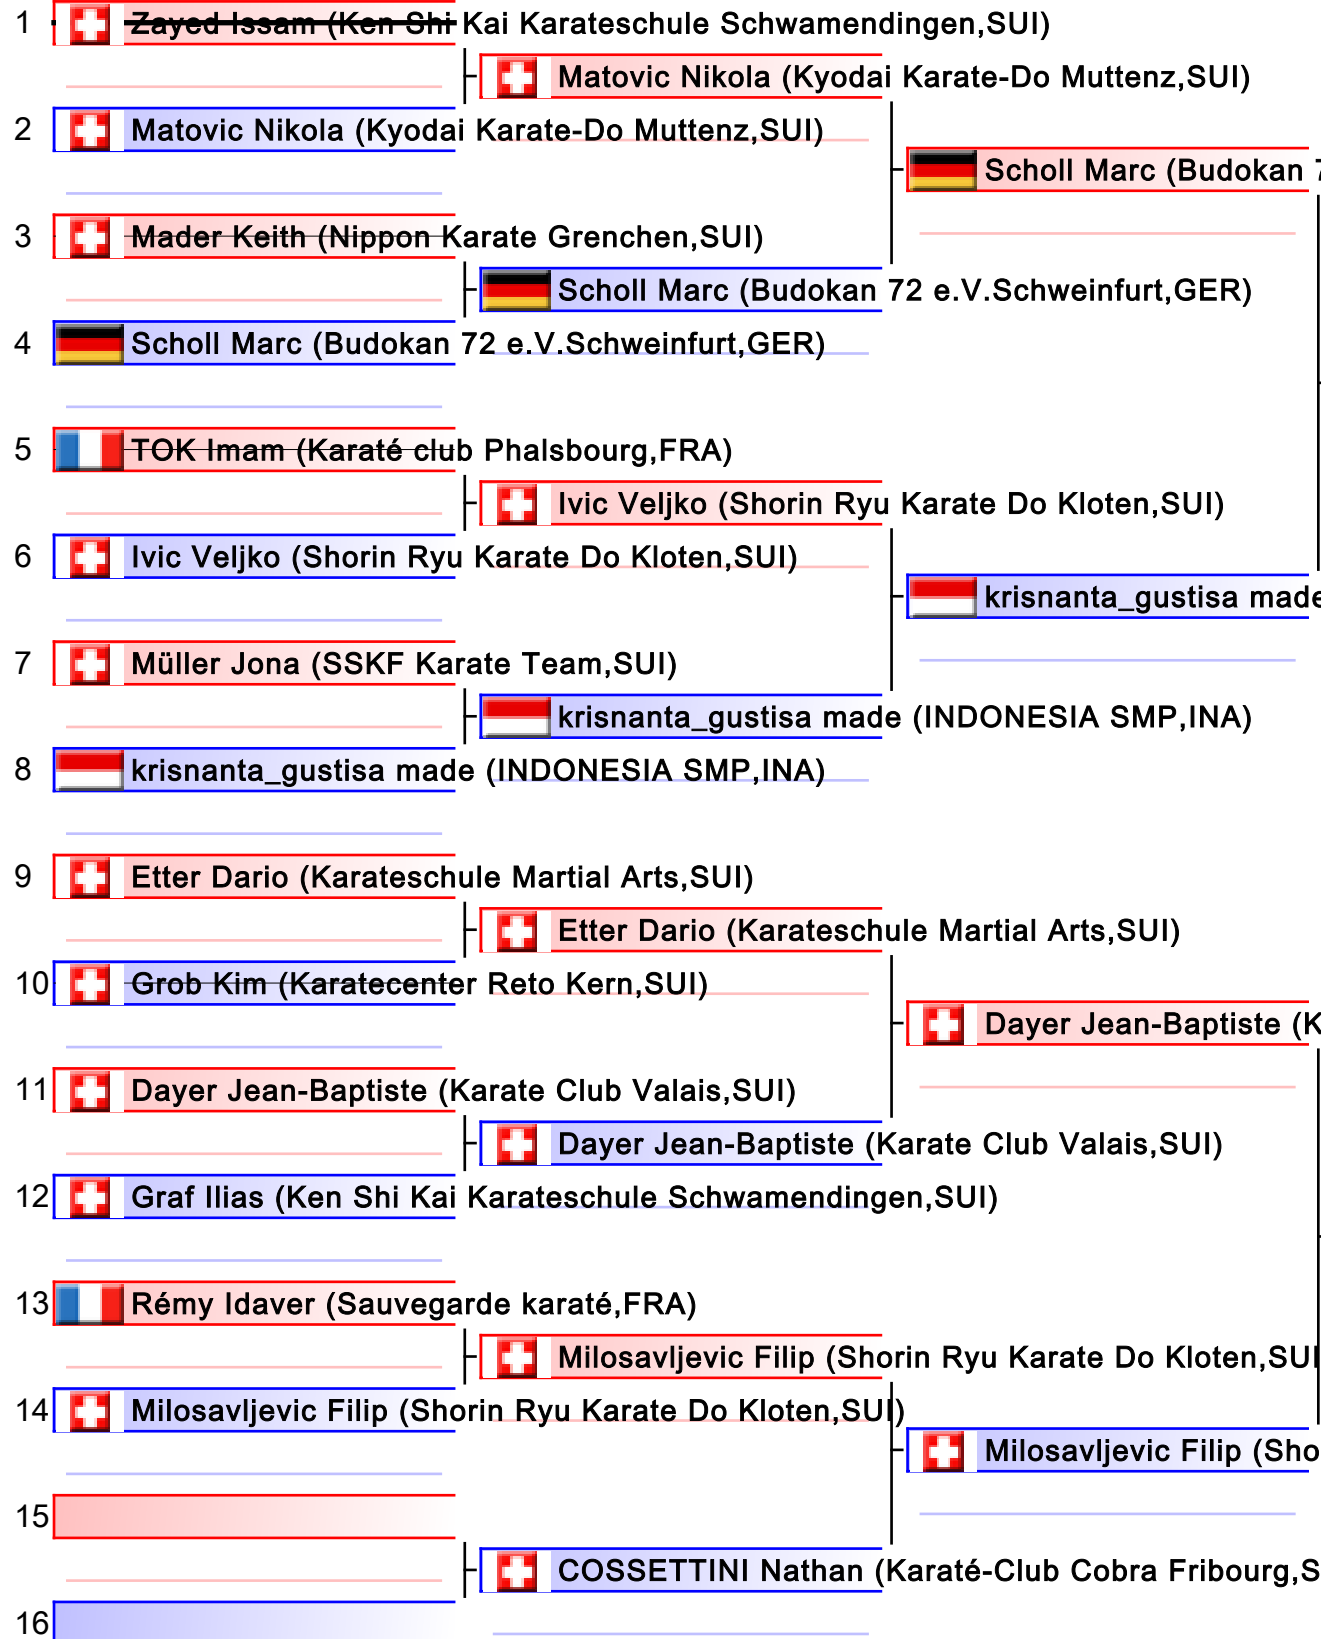 1 Zayed Issam (Ken Shi Kai Karateschule Schwamendingen,SUI)
Matovic Nikola (Kyodai Karate-Do Muttenz,SUI)
2 Matovic Nikola (Kyodai Karate-Do Muttenz,SUI)
Scholl Marc (Budokan 7
3 Mader Keith (Nippon Karate Grenchen,SUI)
Scholl Marc (Budokan 72 e.V.Schweinfurt,GER)
4 Scholl Marc (Budokan 72 e.V.Schweinfurt,GER)
5 TOK Imam (Karaté club Phalsbourg,FRA)
Ivic Veljko (Shorin Ryu Karate Do Kloten,SUI)
6 Ivic Veljko (Shorin Ryu Karate Do Kloten,SUI)
krisnanta_gustisa made
7 Müller Jona (SSKF Karate Team,SUI)
krisnanta_gustisa made (INDONESIA SMP,INA)
8 krisnanta_gustisa made (INDONESIA SMP,INA)
9 Etter Dario (Karateschule Martial Arts,SUI)
Etter Dario (Karateschule Martial Arts,SUI)
10 Grob Kim (Karatecenter Reto Kern,SUI)
Dayer Jean-Baptiste (K
11 Dayer Jean-Baptiste (Karate Club Valais,SUI)
Dayer Jean-Baptiste (Karate Club Valais,SUI)
12 Graf Ilias (Ken Shi Kai Karateschule Schwamendingen,SUI)
13 Rémy Idaver (Sauvegarde karaté,FRA)
Milosavljevic Filip (Shorin Ryu Karate Do Kloten,SUI
14 Milosavljevic Filip (Shorin Ryu Karate Do Kloten,SUI)
Milosavljevic Filip (Sho
15
COSSETTINI Nathan (Karaté-Club Cobra Fribourg,S
16